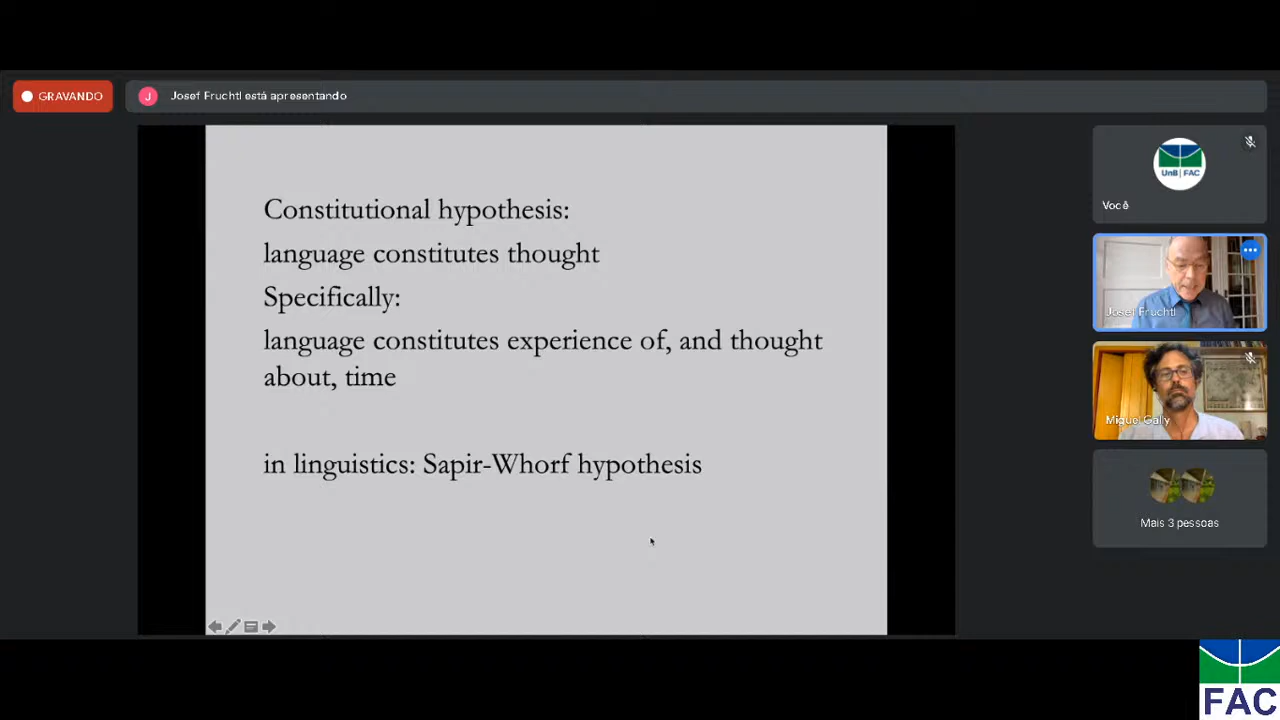 GRAVANDO
J Josef Fruchtl está apresentando
Constitutional hypothesis:
language constitutes thought
Specifically:
language constitutes experience of, and thought
about, time
in linguistics: Sapir-Whorf hypothesis
UnB | FAC
Você
Josef Fruchtl
Miguel Gally
Mais 3 pessoas
FAC